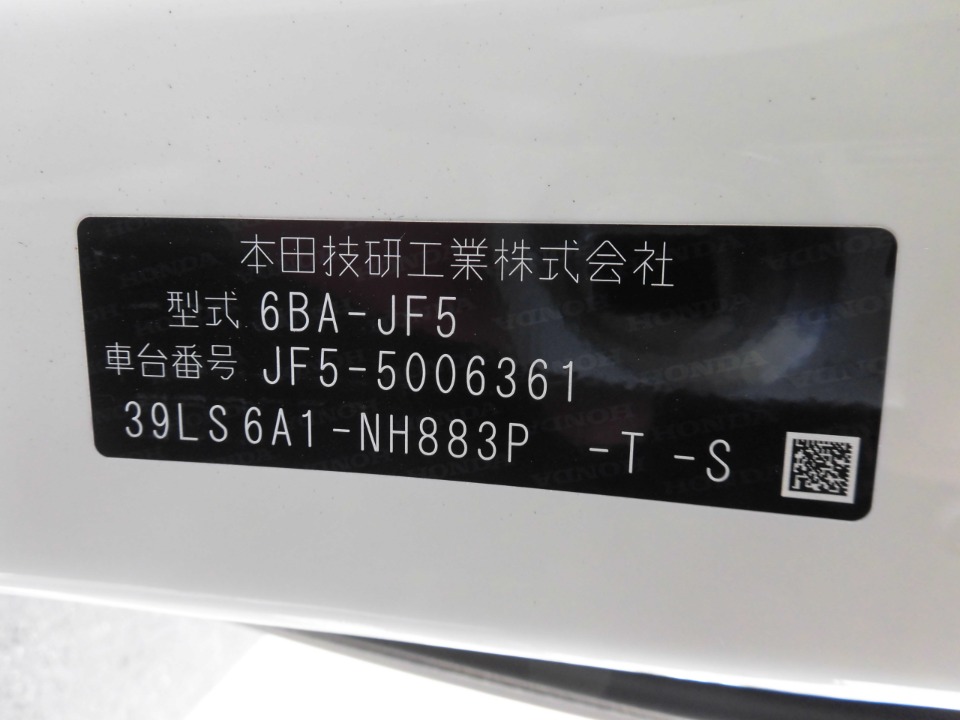 本田技研工業株式会社
型式 6BA-JF5
車台番号 JF5-5006361
39LS6A1-NH883P -T -S